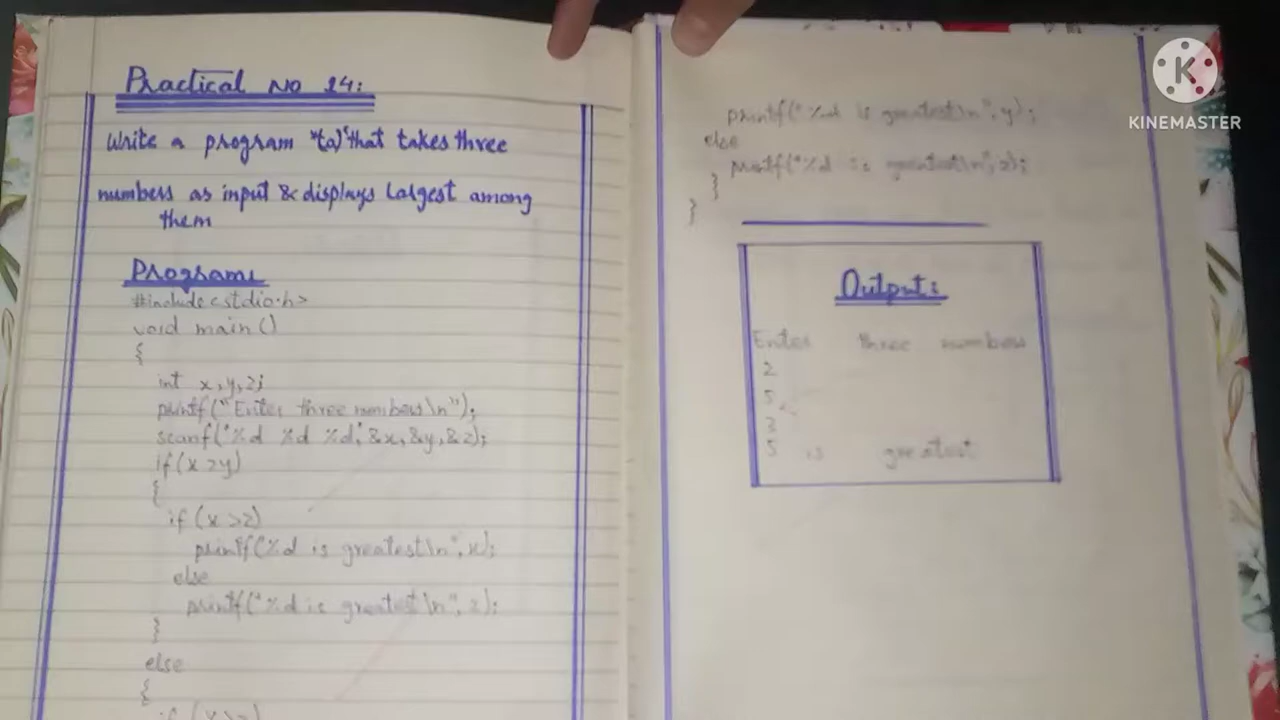 Practical No 14:
Write a program "(a)" that takes three
numbers as input & displays largest among
them
Program:
#include <stdio.h>
void main ()
{
int x,y,z;
printf("Enter three numbers\n");
scanf("%d %d %d",&x,&y,&z);
if(x>y)
{
if(x>z)
printf("%d is greatest\n",x);
else
printf("%d is greatest\n",z);
}
else
{
if(y>z)
printf("%d is greatest\n",y);
else
printf("%d is greatest\n",z);
}
}
Output:
Enter three numbers
2
5
3
5 is greatest
KINEMASTER